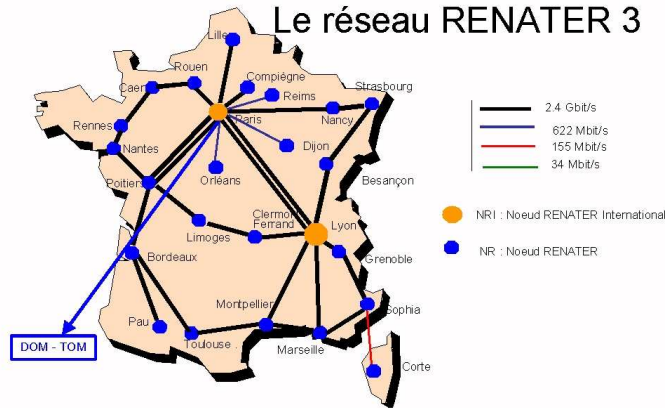 Le réseau RENATER 3
Lille
Rouen
Compiégne
Caen
Reims
Strasbourg
Paris
Nancy
Rennes
Nantes
Dijon
Orléans
Besançon
Poitiers
Clermont
Ferrand
Lyon
Limoges
Grenoble
Bordeaux
Montpellier
Sophia
Pau
Toulouse .
Marseille
Corte
DOM - TOM
2.4 Gbit/s
622 Mbit/s
155 Mbit/s
34 Mbit/s
NRI : Noeud RENATER International
NR : Noeud RENATER